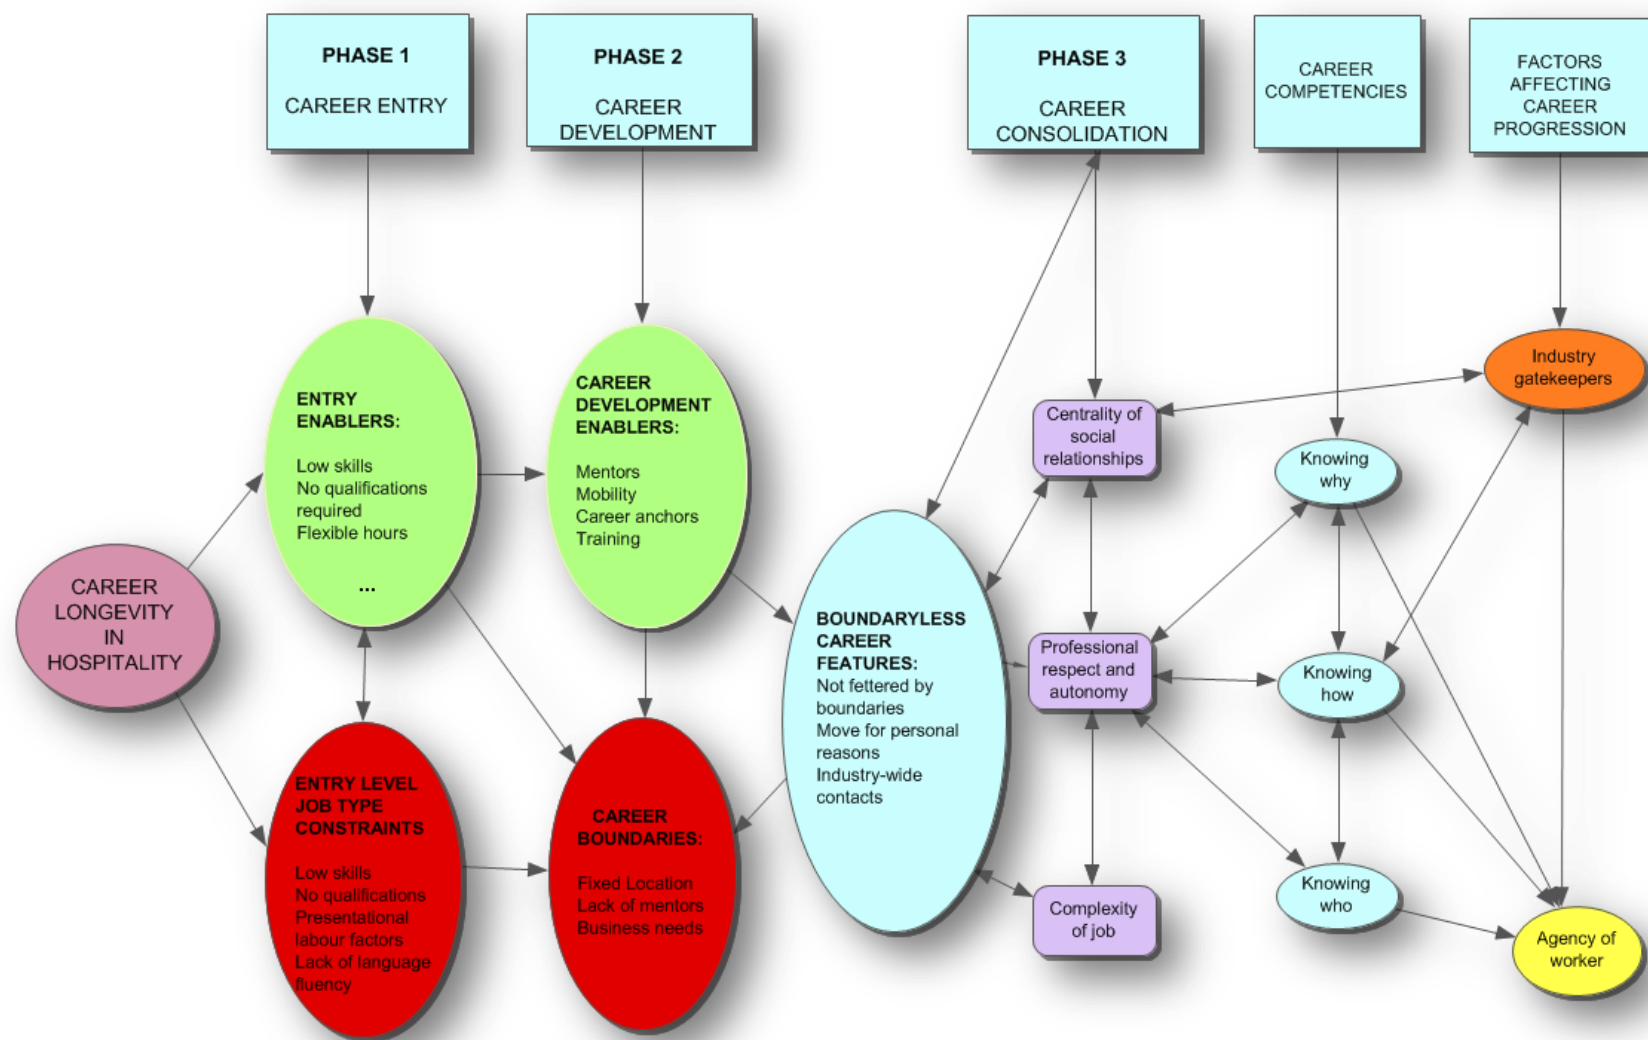 PHASE 1
CAREER ENTRY
PHASE 2
CAREER
DEVELOPMENT
PHASE 3
CAREER
CONSOLIDATION
CAREER
COMPETENCIES
FACTORS
AFFECTING
CAREER
PROGRESSION
CAREER
LONGEVITY
IN
HOSPITALITY
ENTRY
ENABLERS:
Low skills
No qualifications
required
Flexible hours
...
ENTRY LEVEL
JOB TYPE
CONSTRAINTS
Low skills
No qualifications
Presentational
labour factors
Lack of language
fluency
CAREER
DEVELOPMENT
ENABLERS:
Mentors
Mobility
Career anchors
Training
CAREER
BOUNDARIES:
Fixed Location
Lack of mentors
Business needs
BOUNDARYLESS
CAREER
FEATURES:
Not fettered by
boundaries
Move for personal
reasons
Industry-wide
contacts
Centrality of
social
relationships
Professional
respect and
autonomy
Complexity
of job
Knowing
why
Knowing
how
Knowing
who
Industry
gatekeepers
Agency of
worker